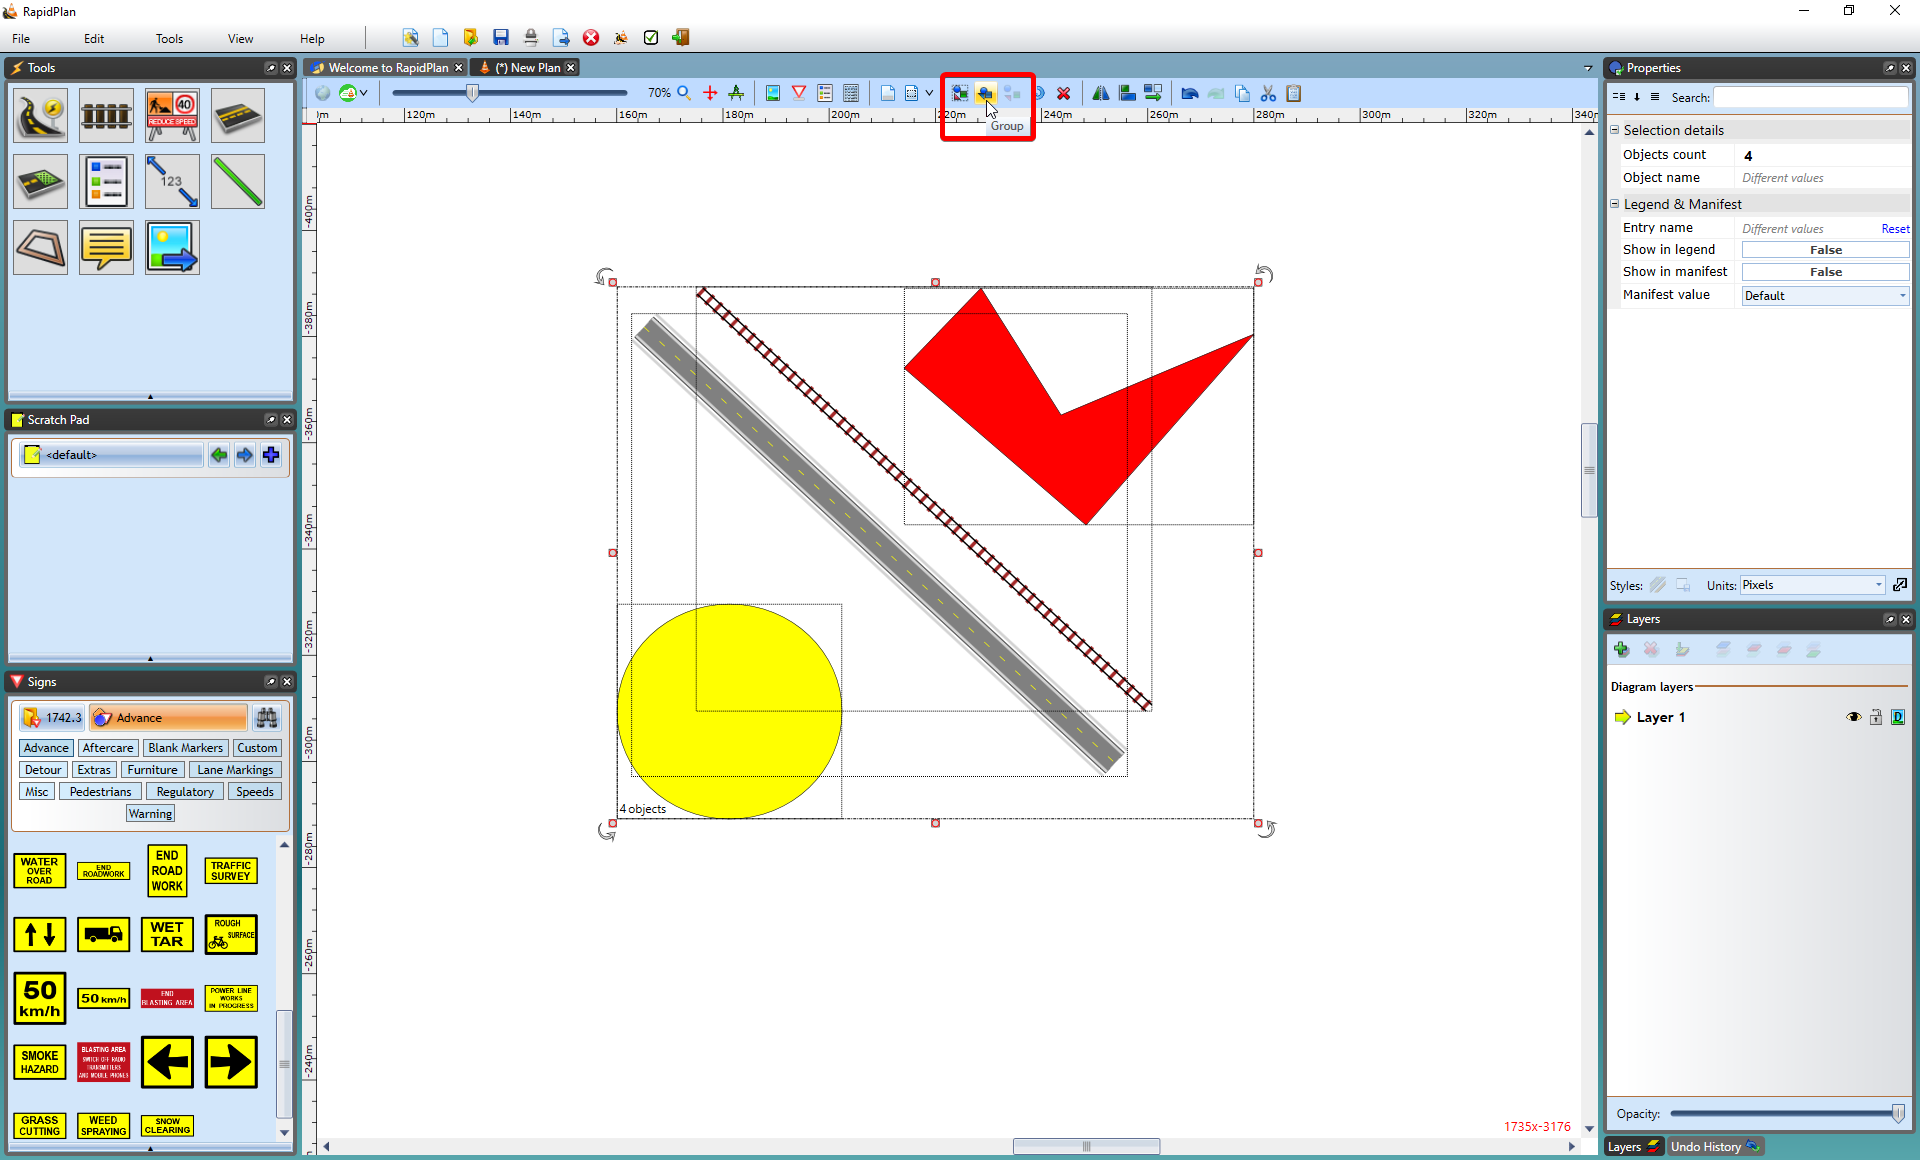 RapidPlan
File Edit Tools View Help
Tools
Welcome to RapidPlan (*) New Plan
Properties
70%
Search:
120m 140m 160m 180m 200m 220m 240m 260m 280m 300m 320m
Group
REDUCE SPEED 40
123
Selection details
Objects count 4
Object name Different values
Legend & Manifest
Entry name Different values Reset
Show in legend False
Show in manifest False
Manifest value Default
-400m
-380m
-360m
-340m
-320m
-300m
-280m
-260m
-240m
Scratch Pad
<default>
Styles: Units: Pixels
Layers
Diagram layers
Layer 1
D
Signs
1742.3 Advance
Advance Aftercare Blank Markers Custom
Detour Extras Furniture Lane Markings
Misc Pedestrians Regulatory Speeds
Warning
4 objects
WATER OVER ROAD
END ROADWORK
END ROAD WORK
TRAFFIC SURVEY
WET TAR
ROUGH SURFACE
50 km/h
50 km/h
END BLASTING AREA
POWER LINE WORKS IN PROGRESS
SMOKE HAZARD
BLASTING AREA SWITCH OFF RADIO TRANSMITTERS AND MOBILE PHONES
GRASS CUTTING
WEED SPRAYING
SNOW CLEARING
1735x-3176
Opacity:
Layers Undo History